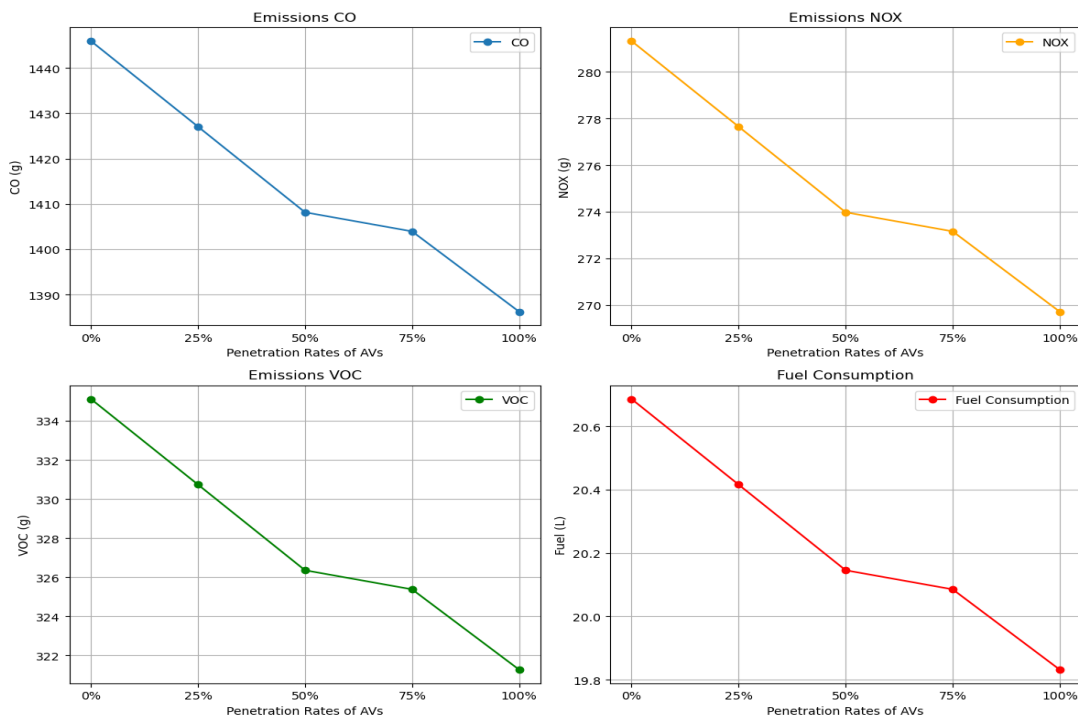 Emissions CO
CO
CO (g)
1440
1430
1420
1410
1400
1390
0% 25% 50% 75% 100%
Penetration Rates of AVs
Emissions NOX
NOX
NOX (g)
280
278
276
274
272
270
0% 25% 50% 75% 100%
Penetration Rates of AVs
Emissions VOC
VOC
VOC (g)
334
332
330
328
326
324
322
0% 25% 50% 75% 100%
Penetration Rates of AVs
Fuel Consumption
Fuel Consumption
Fuel (L)
20.6
20.4
20.2
20.0
19.8
0% 25% 50% 75% 100%
Penetration Rates of AVs